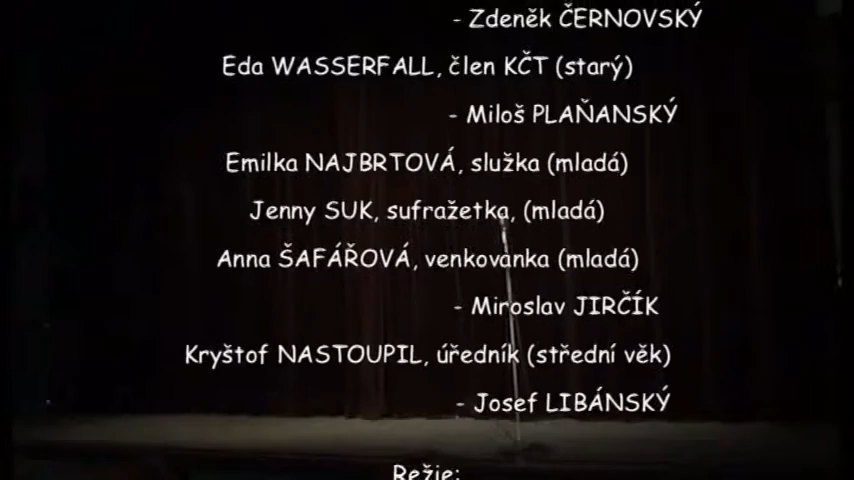 - Zdeněk ČERNOVSKÝ
Eda WASSERFALL, člen KČT (starý)
- Miloš PLAŇANSKÝ
Emilka NAJBRTOVÁ, služka (mladá)
Jenny SUK, sufražetka, (mladá)
Anna ŠAFÁŘOVÁ, venkovanka (mladá)
- Miroslav JIRČÍK
Kryštof NASTOUPIL, úředník (střední věk)
- Josef LIBÁNSKÝ
Režie: